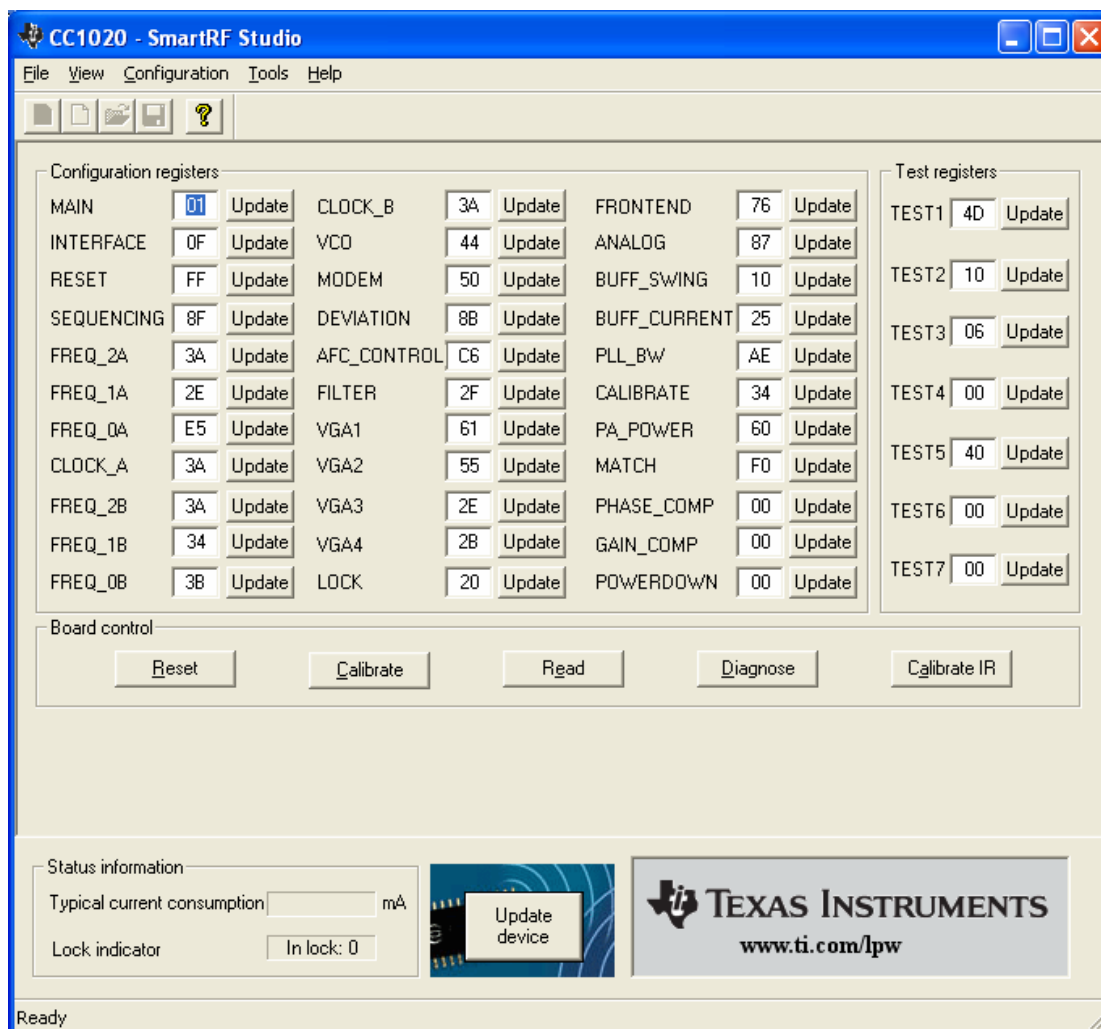 CC1020 - SmartRF Studio
File View Configuration Tools Help
Configuration registers
MAIN 01 Update CLOCK_B 3A Update FRONTEND 76 Update
INTERFACE 0F Update VCO 44 Update ANALOG 87 Update
RESET FF Update MODEM 50 Update BUFF_SWING 10 Update
SEQUENCING 8F Update DEVIATION 8B Update BUFF_CURRENT 25 Update
FREQ_2A 3A Update AFC_CONTROL C6 Update PLL_BW AE Update
FREQ_1A 2E Update FILTER 2F Update CALIBRATE 34 Update
FREQ_0A E5 Update VGA1 61 Update PA_POWER 60 Update
CLOCK_A 3A Update VGA2 55 Update MATCH F0 Update
FREQ_2B 3A Update VGA3 2E Update PHASE_COMP 00 Update
FREQ_1B 34 Update VGA4 2B Update GAIN_COMP 00 Update
FREQ_0B 3B Update LOCK 20 Update POWERDOWN 00 Update
Test registers
TEST1 4D Update
TEST2 10 Update
TEST3 06 Update
TEST4 00 Update
TEST5 40 Update
TEST6 00 Update
TEST7 00 Update
Board control
Reset Calibrate Read Diagnose Calibrate IR
Status information
Typical current consumption mA
Lock indicator In lock: 0
Update
device
TEXAS INSTRUMENTS
www.ti.com/lpw
Ready